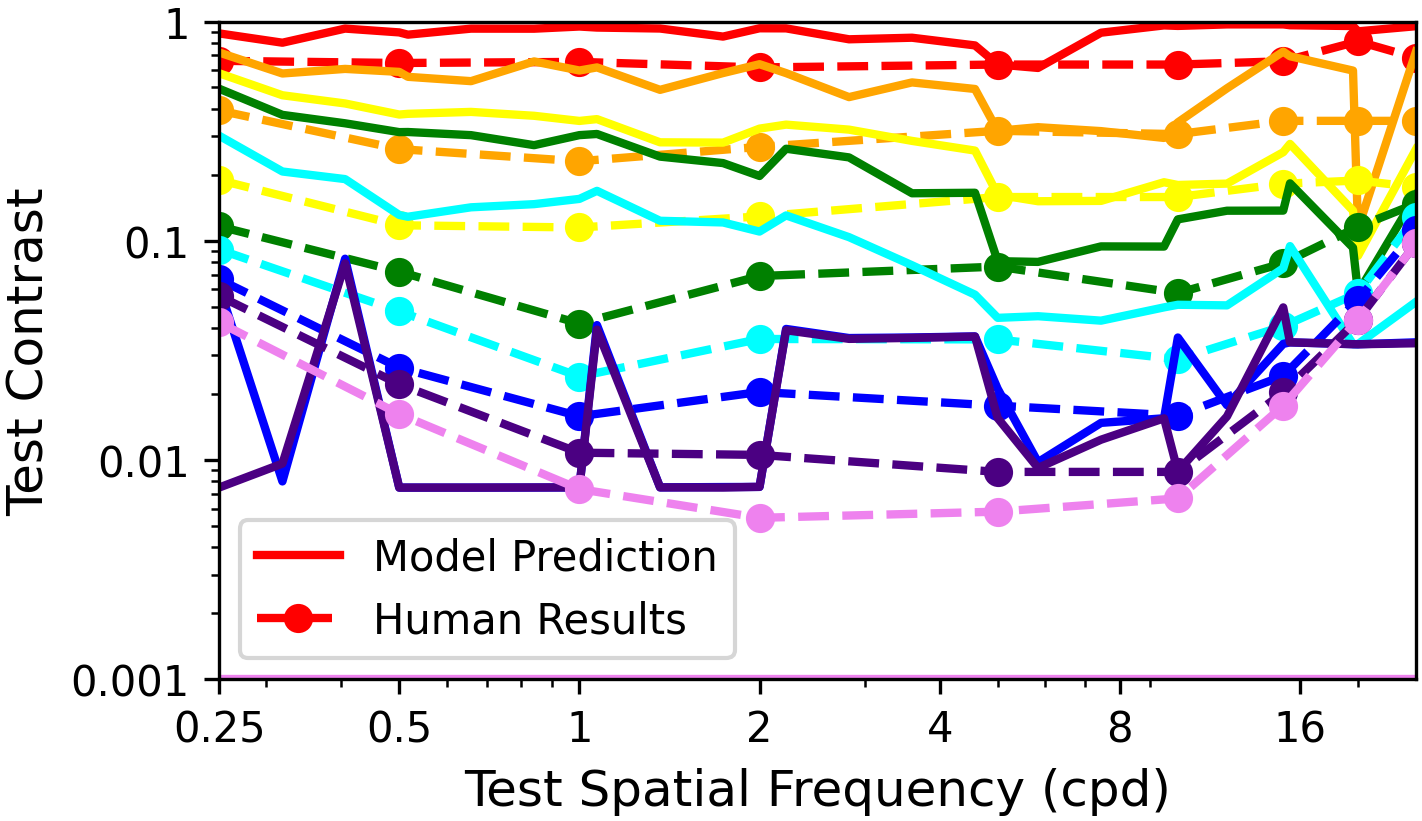 1
0.1
0.01
0.001
Test Contrast
Model Prediction
Human Results
0.25 0.5 1 2 4 8 16
Test Spatial Frequency (cpd)